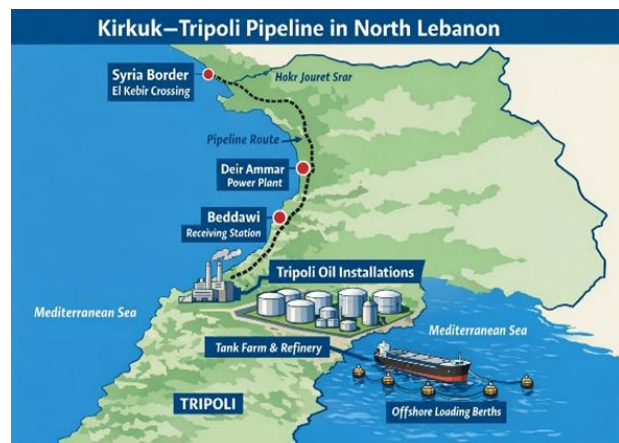 Kirkuk—Tripoli Pipeline in North Lebanon
Syria Border
El Kebir Crossing
Hokr Jouret Srar
Pipeline Route
Deir Ammar
Power Plant
Beddawi
Receiving Station
Tripoli Oil Installations
Mediterranean Sea
Mediterranean Sea
Tank Farm & Refinery
TRIPOLI
Offshore Loading Berths